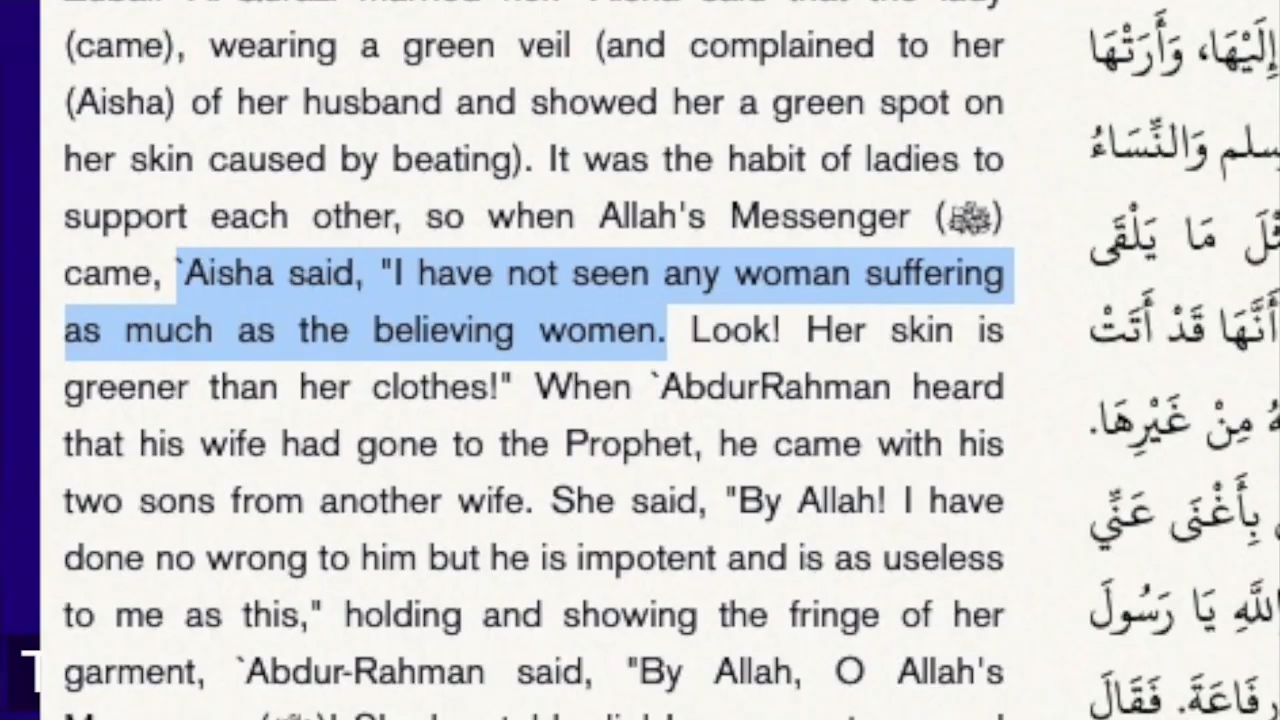 (came), wearing a green veil (and complained to her
(Aisha) of her husband and showed her a green spot on
her skin caused by beating). It was the habit of ladies to
support each other, so when Allah's Messenger (ﷺ)
came, `Aisha said, "I have not seen any woman suffering
as much as the believing women. Look! Her skin is
greener than her clothes!" When `AbdurRahman heard
that his wife had gone to the Prophet, he came with his
two sons from another wife. She said, "By Allah! I have
done no wrong to him but he is impotent and is as useless
to me as this," holding and showing the fringe of her
garment, `Abdur-Rahman said, "By Allah, O Allah's
إِلَيْهَا، وَأَرَتْهَا
وَالنِّسَاءُ
مَا يَلْقَى
أَنَّهَا قَدْ أَتَتْ
مِنْ غَيْرِهَا.
بِأَغْنَى عَنِّي
اللَّهِ يَا رَسُولَ
رِفَاعَةَ. فَقَالَ
T